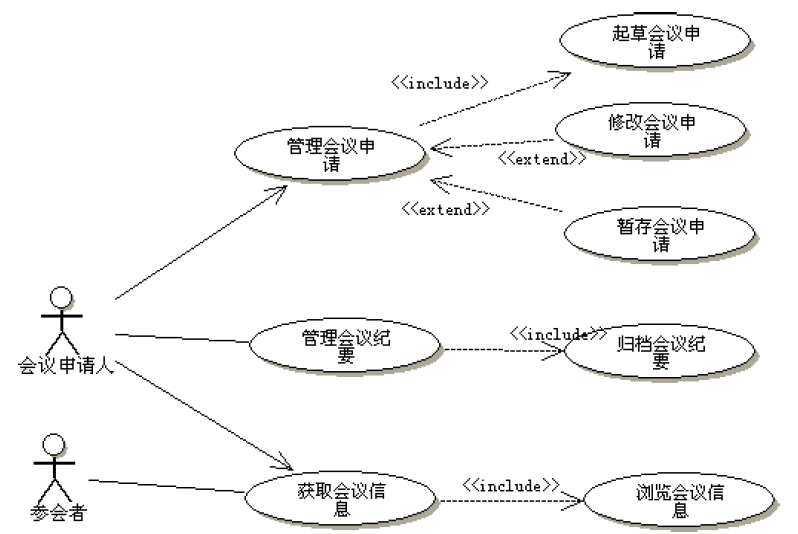 起草会议申
请
<<include>>
管理会议申
请
修改会议申
请
<<extend>>
<<extend>>
暂存会议申
请
会议申请人
管理会议纪
要
<<include>>
归档会议纪
要
参会者
获取会议信
息
<<include>>
浏览会议信
息